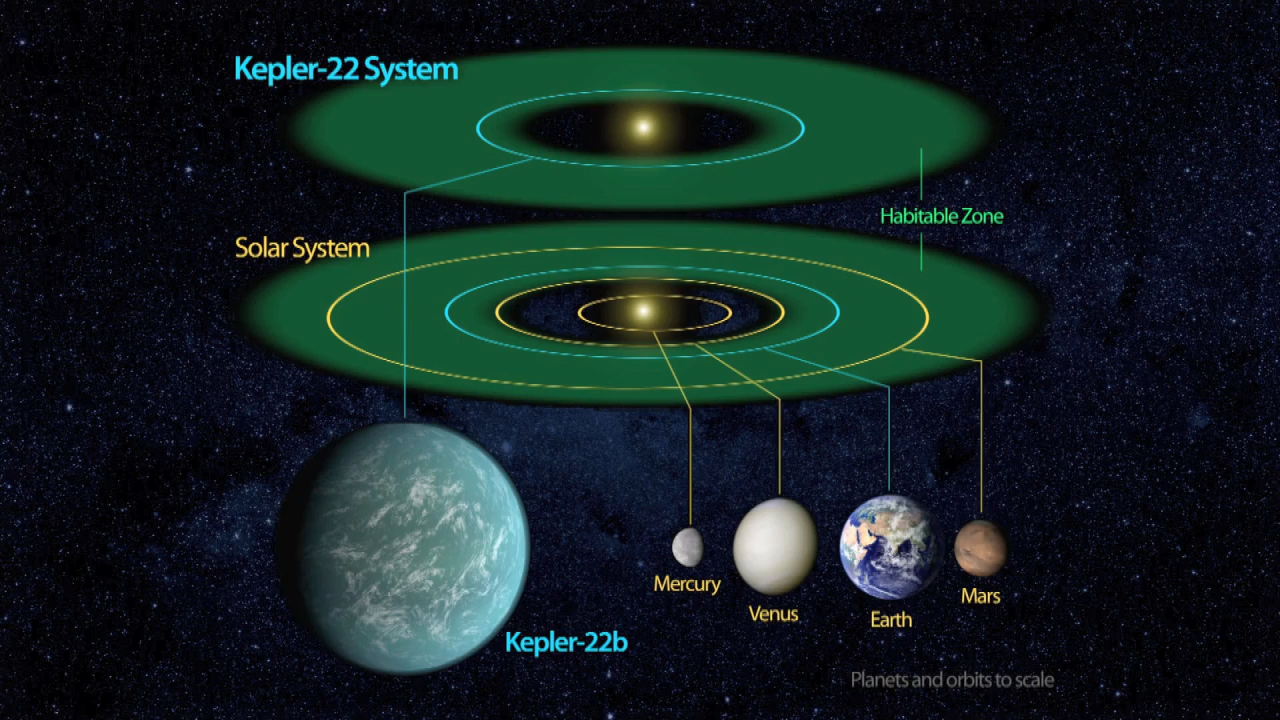 Kepler-22 System
Habitable Zone
Solar System
Kepler-22b
Mercury
Venus
Earth
Mars
Planets and orbits to scale